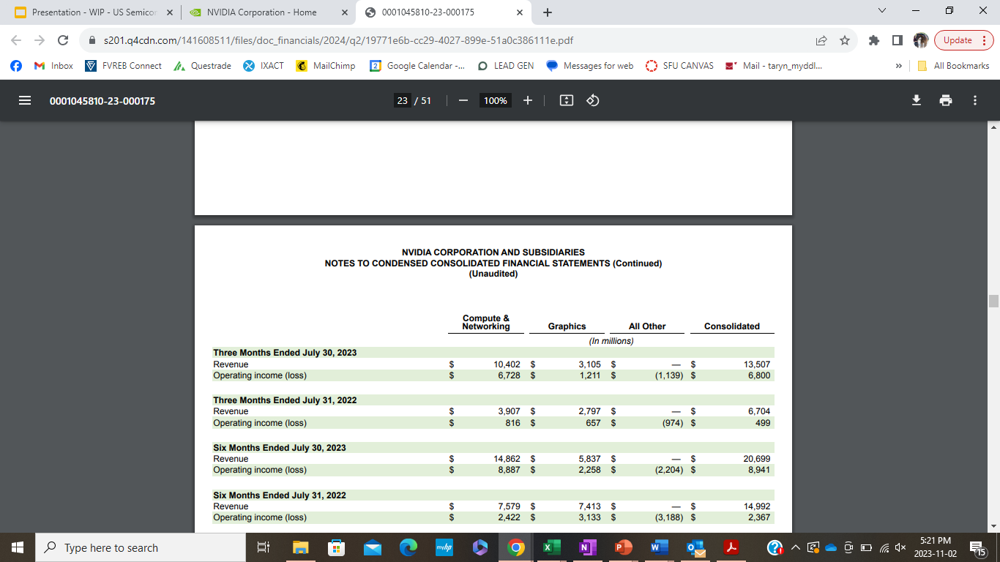 Presentation - WIP - US Semicor
NVIDIA Corporation - Home
0001045810-23-000175
s201.q4cdn.com/141608511/files/doc_financials/2024/q2/19771e6b-cc29-4027-899e-51a0c386111e.pdf
Update
Inbox
FVREB Connect
Questrade
IXACT
MailChimp
2
Google Calendar -...
LEAD GEN
Messages for web
SFU CANVAS
Mail - taryn_myddl...
»
All Bookmarks
0001045810-23-000175
23 / 51
100%
NVIDIA CORPORATION AND SUBSIDIARIES
NOTES TO CONDENSED CONSOLIDATED FINANCIAL STATEMENTS (Continued)
(Unaudited)
Compute &
Networking Graphics All Other Consolidated
(In millions)
Three Months Ended July 30, 2023
Revenue $ 10,402 $ 3,105 $ — $ 13,507
Operating income (loss) $ 6,728 $ 1,211 $ (1,139) $ 6,800
Three Months Ended July 31, 2022
Revenue $ 3,907 $ 2,797 $ — $ 6,704
Operating income (loss) $ 816 $ 657 $ (974) $ 499
Six Months Ended July 30, 2023
Revenue $ 14,862 $ 5,837 $ — $ 20,699
Operating income (loss) $ 8,887 $ 2,258 $ (2,204) $ 8,941
Six Months Ended July 31, 2022
Revenue $ 7,579 $ 7,413 $ — $ 14,992
Operating income (loss) $ 2,422 $ 3,133 $ (3,188) $ 2,367
Type here to search
myhp
5:21 PM
2023-11-02
15